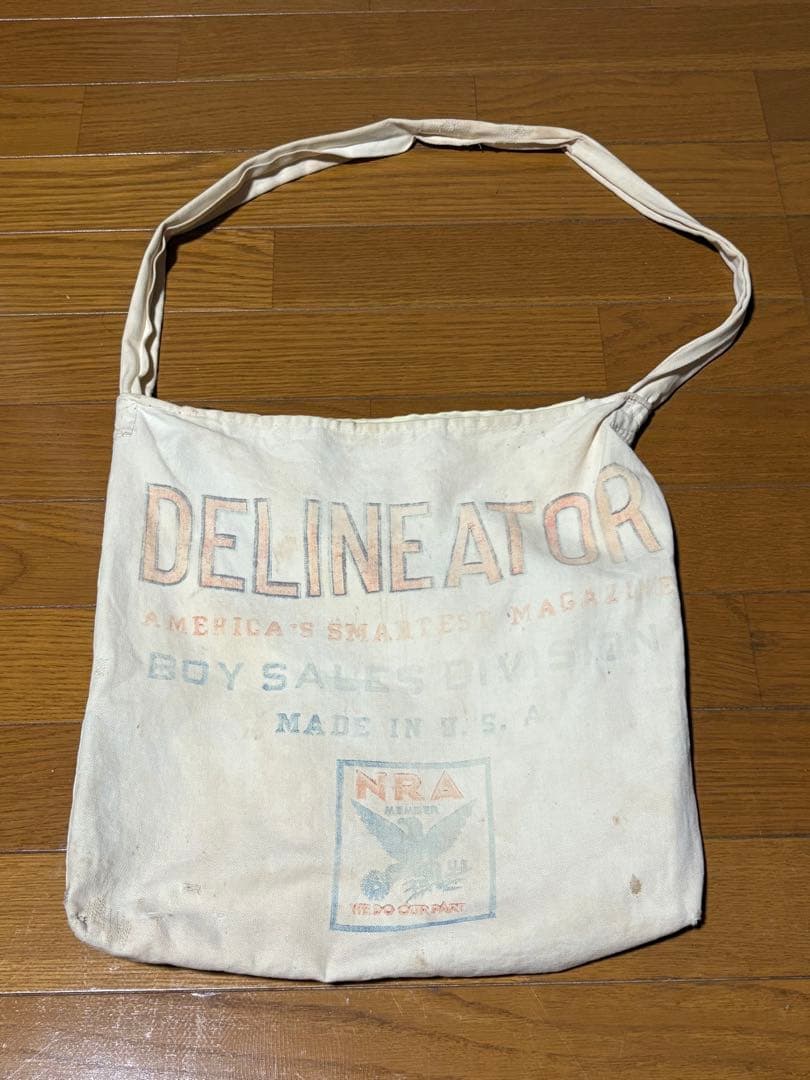 DELINEATOR
AMERICA'S SMARTEST MAGAZINE
BOY SALES DIVISION
MADE IN U.S.A.
NRA
MEMBER
U.S.
WE DO OUR PART